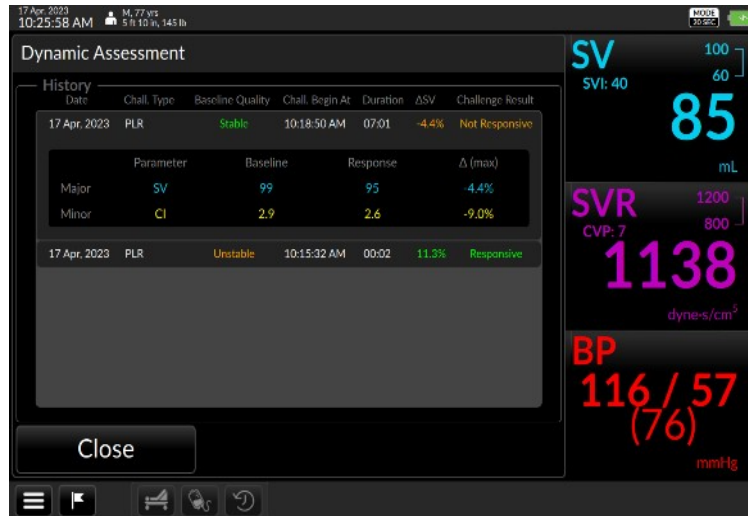 17 Apr, 2023
10:25:58 AM
M, 77 yrs
5 ft 10 in, 145 lb
MODE
20 SEC
Dynamic Assessment
History
Date Chall. Type Baseline Quality Chall. Begin At Duration ΔSV Challenge Result
17 Apr, 2023 PLR Stable 10:18:50 AM 07:01 -4.4% Not Responsive
Parameter Baseline Response Δ (max)
Major SV 99 95 -4.4%
Minor CI 2.9 2.6 -9.0%
17 Apr, 2023 PLR Unstable 10:15:32 AM 00:02 11.3% Responsive
Close
SV 100
SVI: 40 60
85
mL
SVR 1200
CVP: 7 800
1138
dyne-s/cm⁵
BP
116 / 57
(76)
mmHg